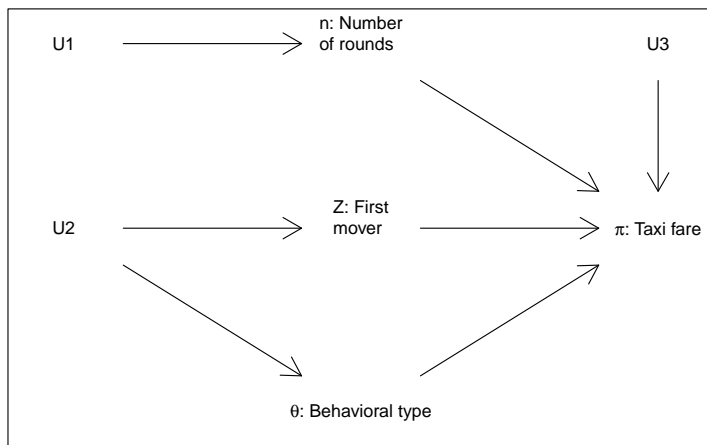 U1
n: Number
of rounds
U3
U2
Z: First
mover
π: Taxi fare
θ: Behavioral type